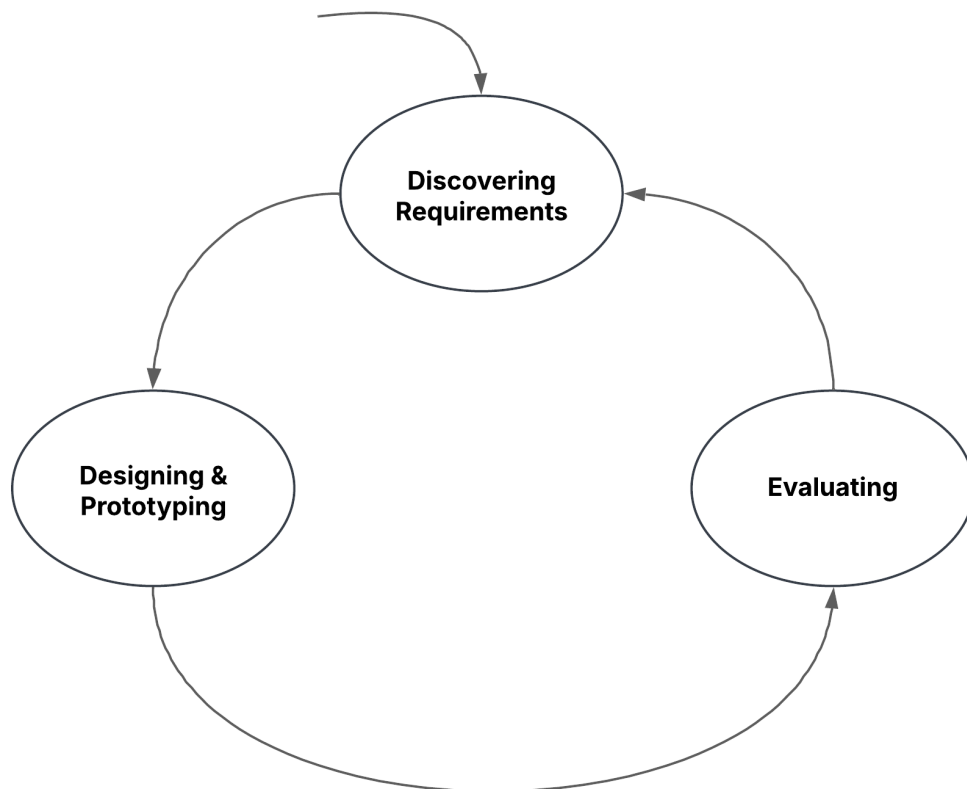 Discovering
Requirements
Designing &
Prototyping
Evaluating